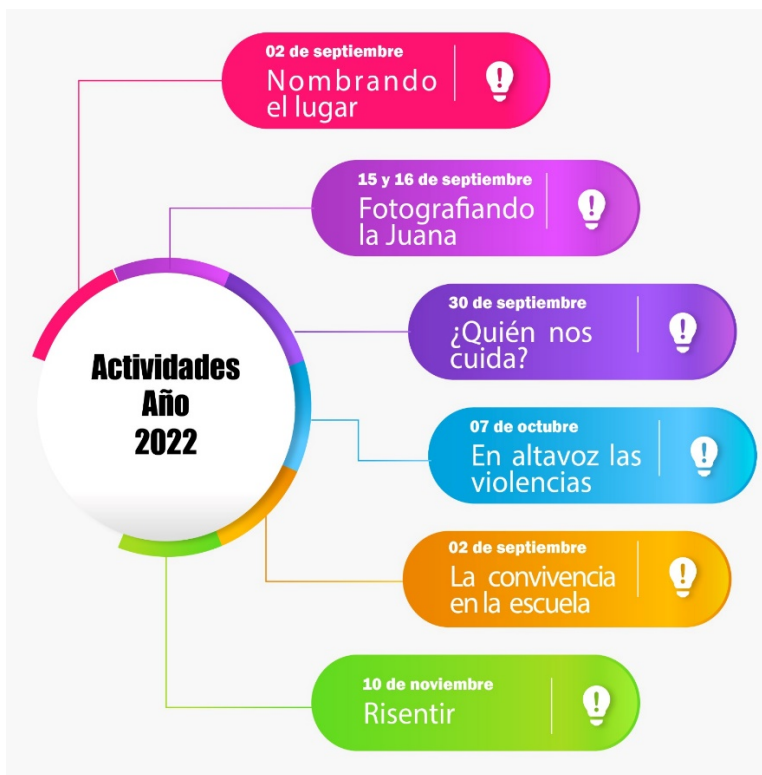 02 de septiembre
Nombrando
el lugar
15 y 16 de septiembre
Fotografiando
la Juana
30 de septiembre
¿Quién nos
cuida?
Actividades
Año
2022
07 de octubre
En altavoz las
violencias
02 de septiembre
La convivencia
en la escuela
10 de noviembre
Risentir